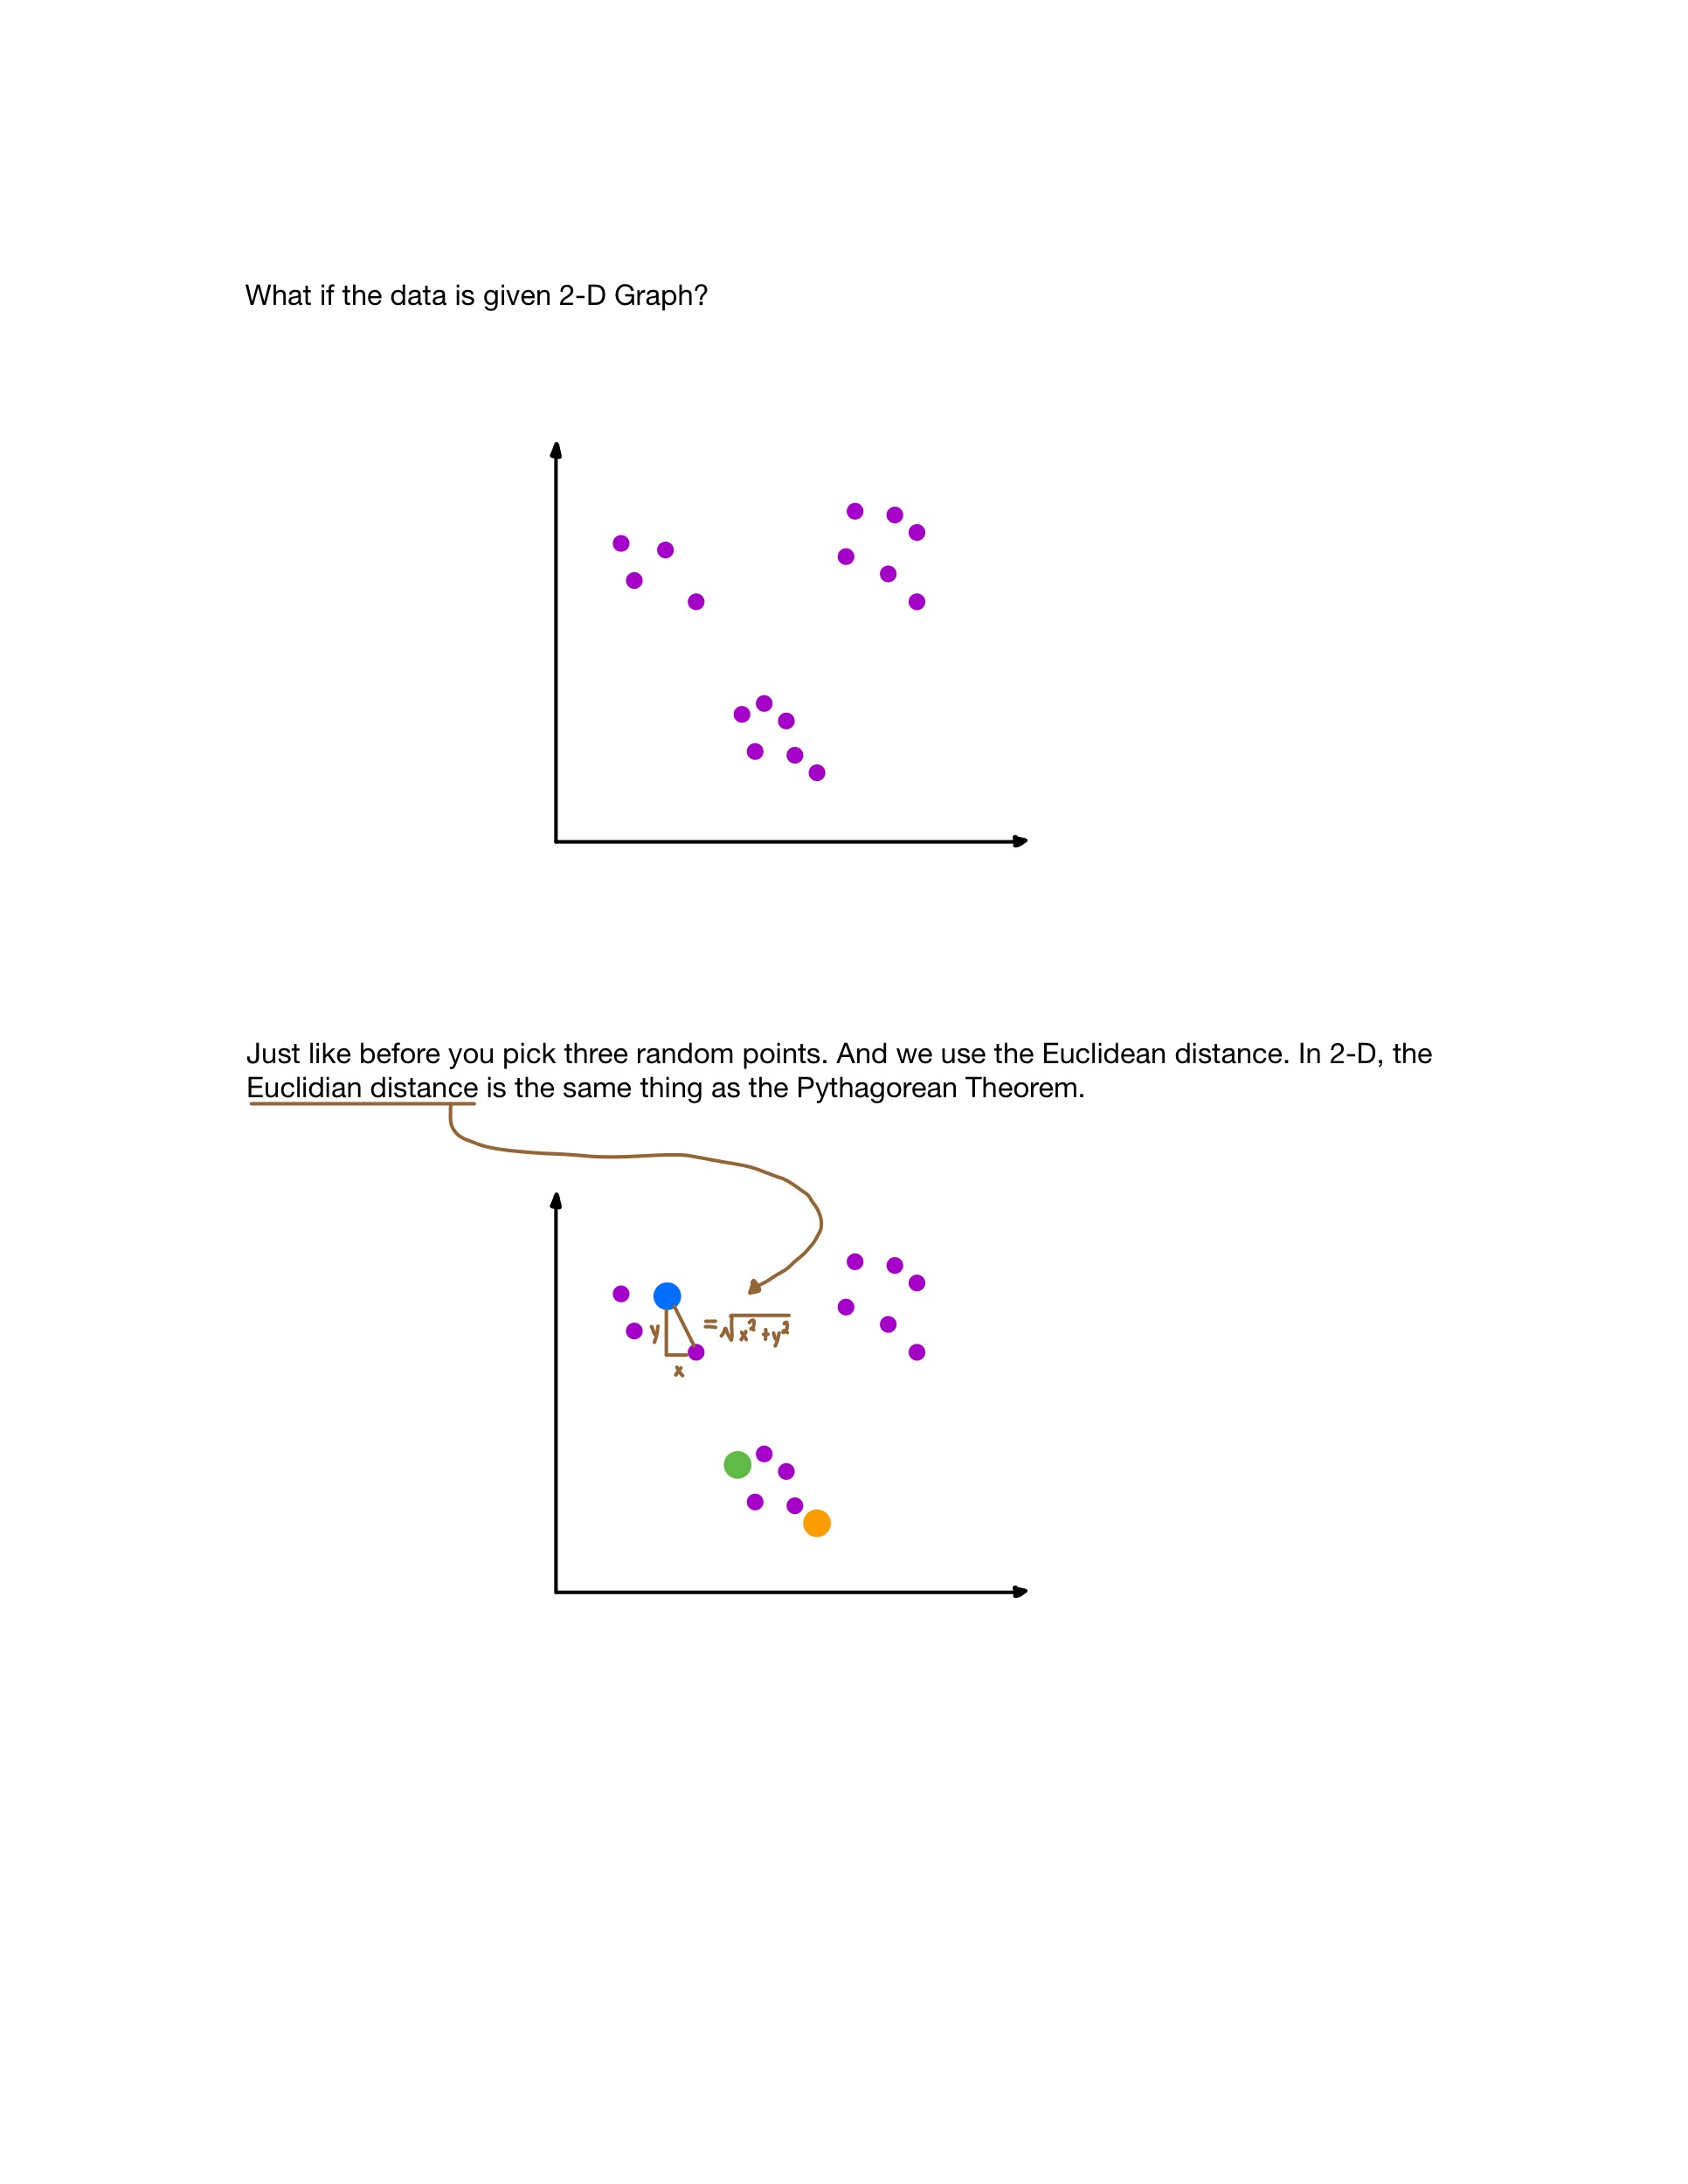 What if the data is given 2-D Graph?
Just like before you pick three random points. And we use the Euclidean distance. In 2-D, the
Euclidian distance is the same thing as the Pythagorean Theorem.
y = √x² + y²
x